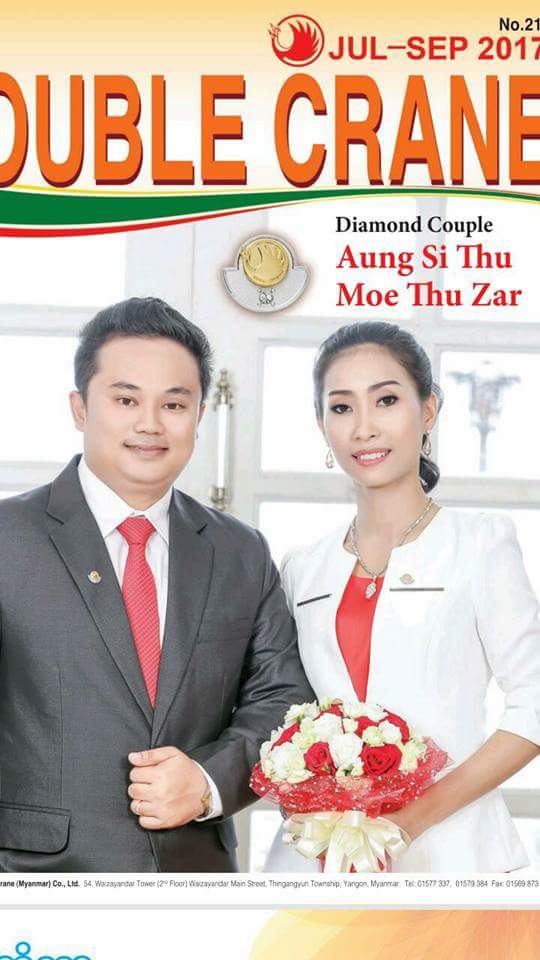 No.21
JUL–SEP 2017
OUBLE CRANE
Diamond Couple
Aung Si Thu
Moe Thu Zar
rane (Myanmar) Co., Ltd. 54, Waizayandar Tower (2nd Floor) Waizayandar Main Street, Thingangyun Township, Yangon, Myanmar. Tel: 01577 337, 01579 384 Fax: 01569 873